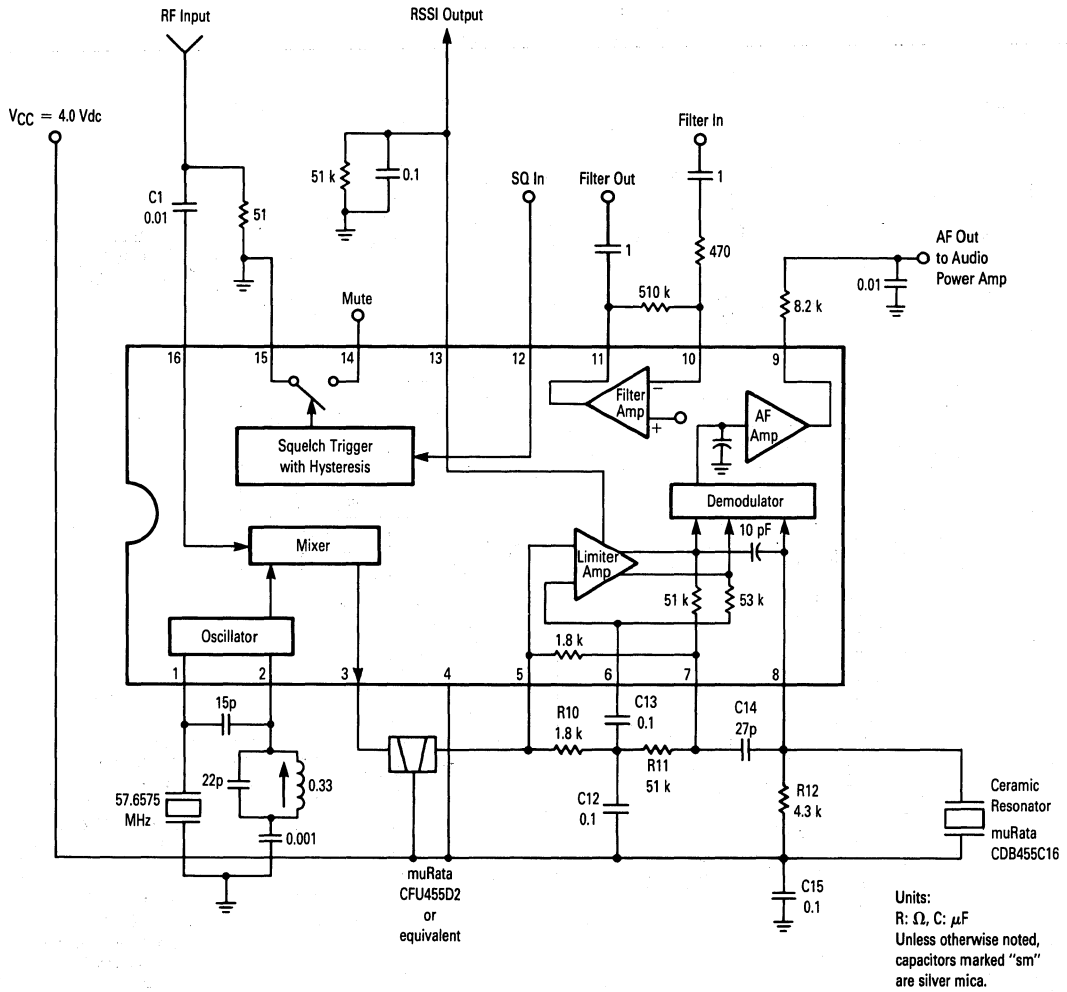 RF Input
RSSI Output
VCC = 4.0 Vdc
Filter In
51 k
0.1
SQ In
Filter Out
1
C1
0.01
51
1
470
AF Out
to Audio
Power Amp
0.01
Mute
510 k
8.2 k
16
15
14
13
12
11
10
9
Filter
Amp
−
+
AF
Amp
Squelch Trigger
with Hysteresis
Demodulator
10 pF
Mixer
Limiter
Amp
51 k
53 k
Oscillator
1.8 k
1
2
3
4
5
6
7
8
15p
C13
0.1
C14
27p
R10
1.8 k
R11
51 k
22p
0.33
57.6575
MHz
C12
0.1
R12
4.3 k
Ceramic
Resonator
muRata
CDB455C16
0.001
muRata
CFU455D2
or
equivalent
C15
0.1
Units:
R: Ω, C: μF
Unless otherwise noted,
capacitors marked "sm"
are silver mica.